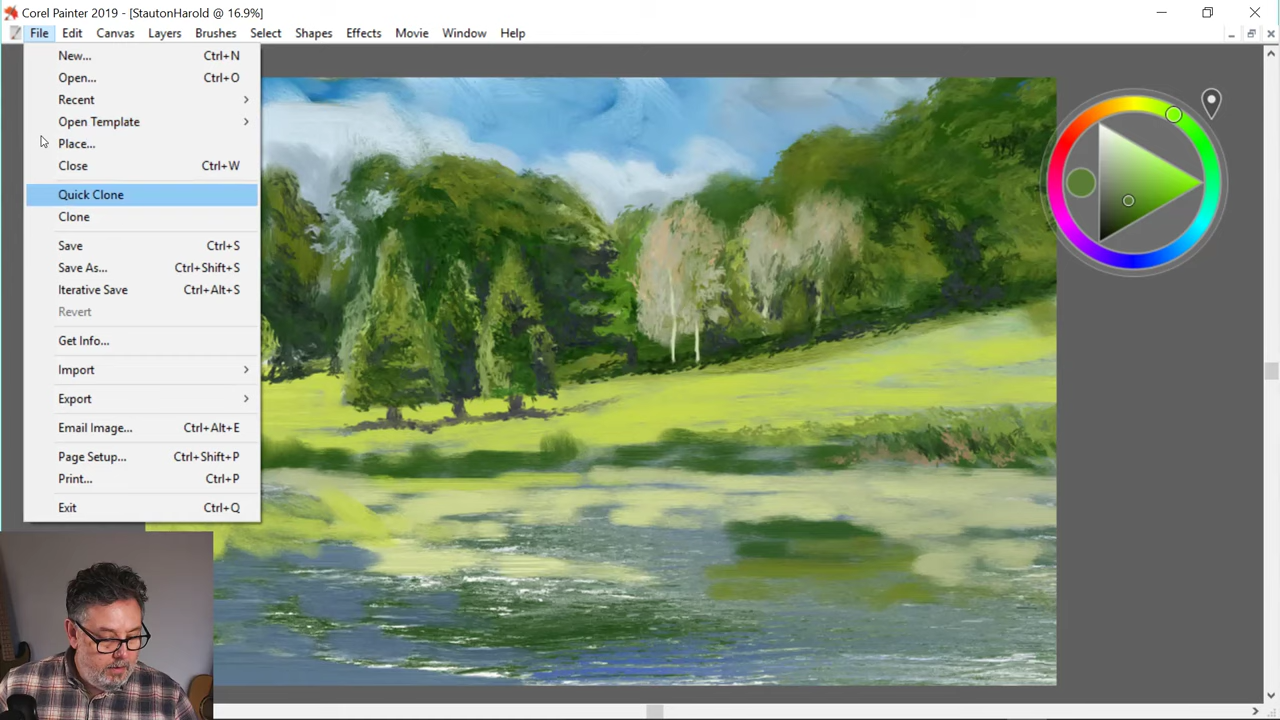 Corel Painter 2019 - [StautonHarold @ 16.9%]
File Edit Canvas Layers Brushes Select Shapes Effects Movie Window Help
New... Ctrl+N
Open... Ctrl+O
Recent
Open Template
Place...
Close Ctrl+W
Quick Clone
Clone
Save Ctrl+S
Save As... Ctrl+Shift+S
Iterative Save Ctrl+Alt+S
Revert
Get Info...
Import
Export
Email Image... Ctrl+Alt+E
Page Setup... Ctrl+Shift+P
Print... Ctrl+P
Exit Ctrl+Q